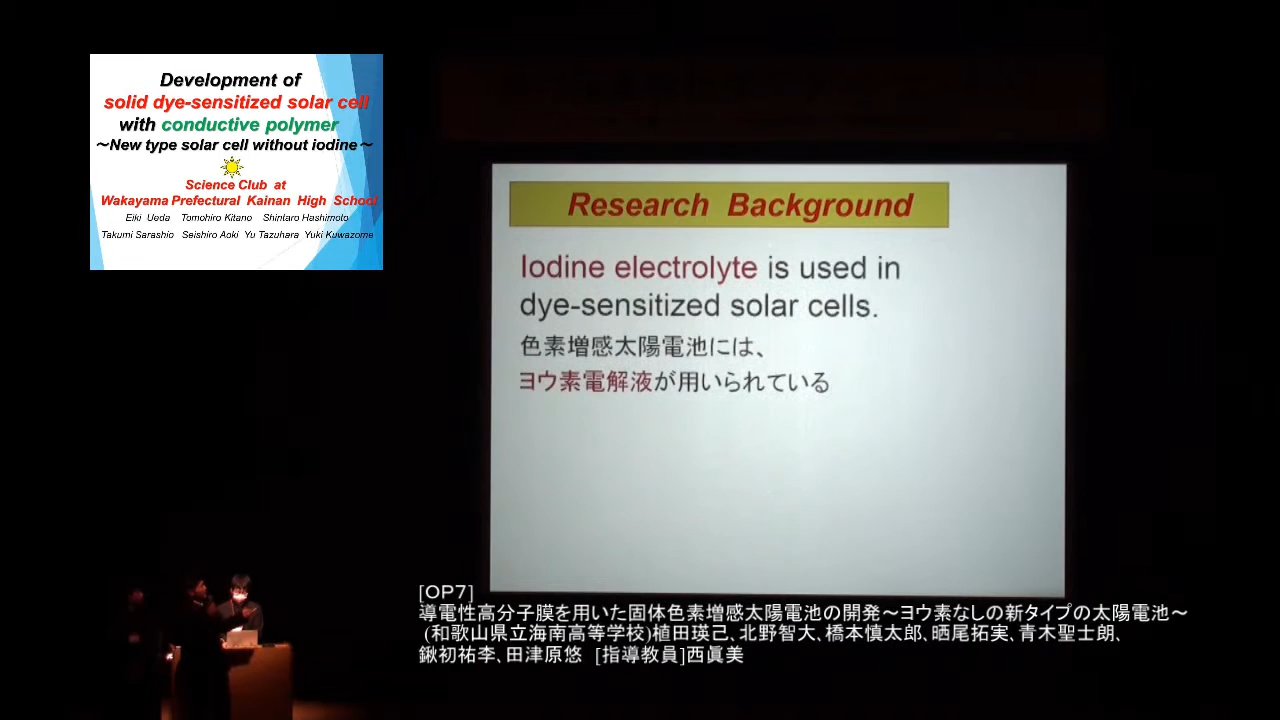 Development of
solid dye-sensitized solar cell
with conductive polymer
～New type solar cell without iodine～
Science Club at
Wakayama Prefectural Kainan High School
Eiki Ueda Tomohiro Kitano Shintaro Hashimoto
Takumi Sarashio Seishiro Aoki Yu Tazuhara Yuki Kuwazome
Research Background
Iodine electrolyte is used in
dye-sensitized solar cells.
色素増感太陽電池には、
ヨウ素電解液が用いられている
[OP7]
導電性高分子膜を用いた固体色素増感太陽電池の開発～ヨウ素なしの新タイプの太陽電池～
(和歌山県立海南高等学校)植田瑛己、北野智大、橋本慎太郎、晒尾拓実、青木聖士朗、
鍬初祐李、田津原悠 [指導教員]西眞美